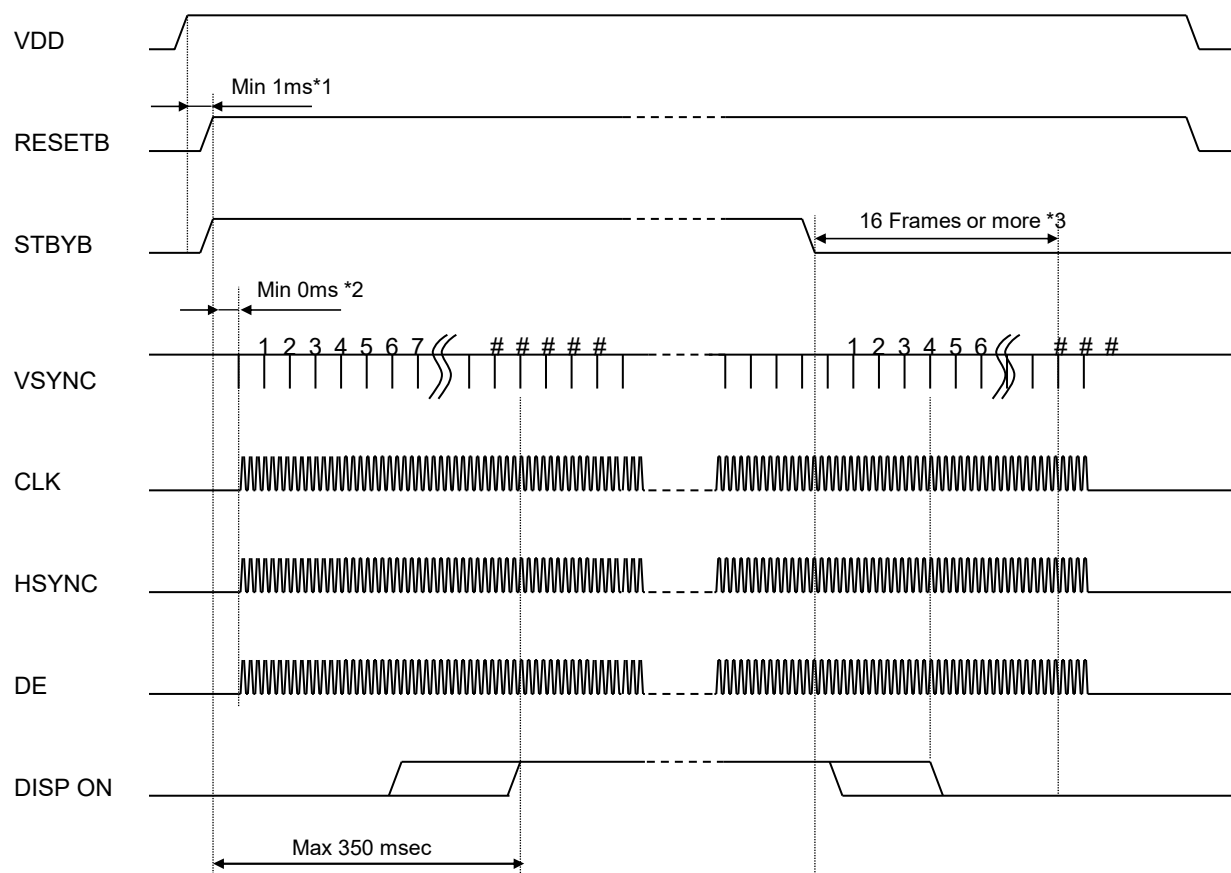 VDD
Min 1ms*1
RESETB
STBYB
16 Frames or more *3
Min 0ms *2
1 2 3 4 5 6 7 # # # # # 1 2 3 4 5 6 # # #
VSYNC
CLK
HSYNC
DE
DISP ON
Max 350 msec